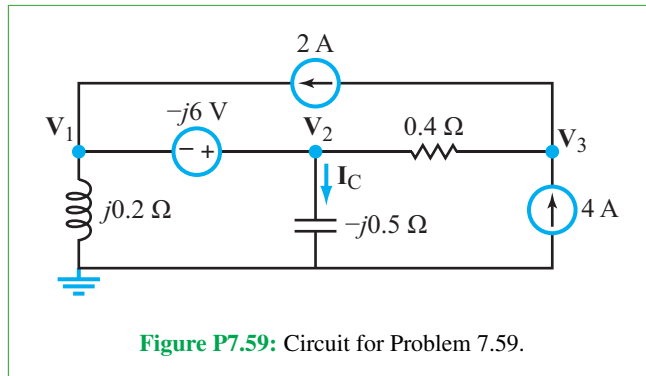 2 A
−j6 V
V1
V2
0.4 Ω
V3
− +
IC
j0.2 Ω
−j0.5 Ω
4 A
Figure P7.59: Circuit for Problem 7.59.